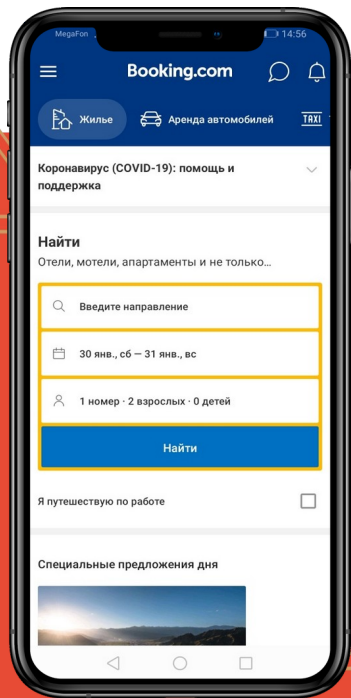 MegaFon
14:56
Booking.com
Жилье
Аренда автомобилей
TAXI
Коронавирус (COVID-19): помощь и
поддержка
Найти
Отели, мотели, апартаменты и не только...
Введите направление
30 янв., сб — 31 янв., вс
1 номер · 2 взрослых · 0 детей
Найти
Я путешествую по работе
Специальные предложения дня